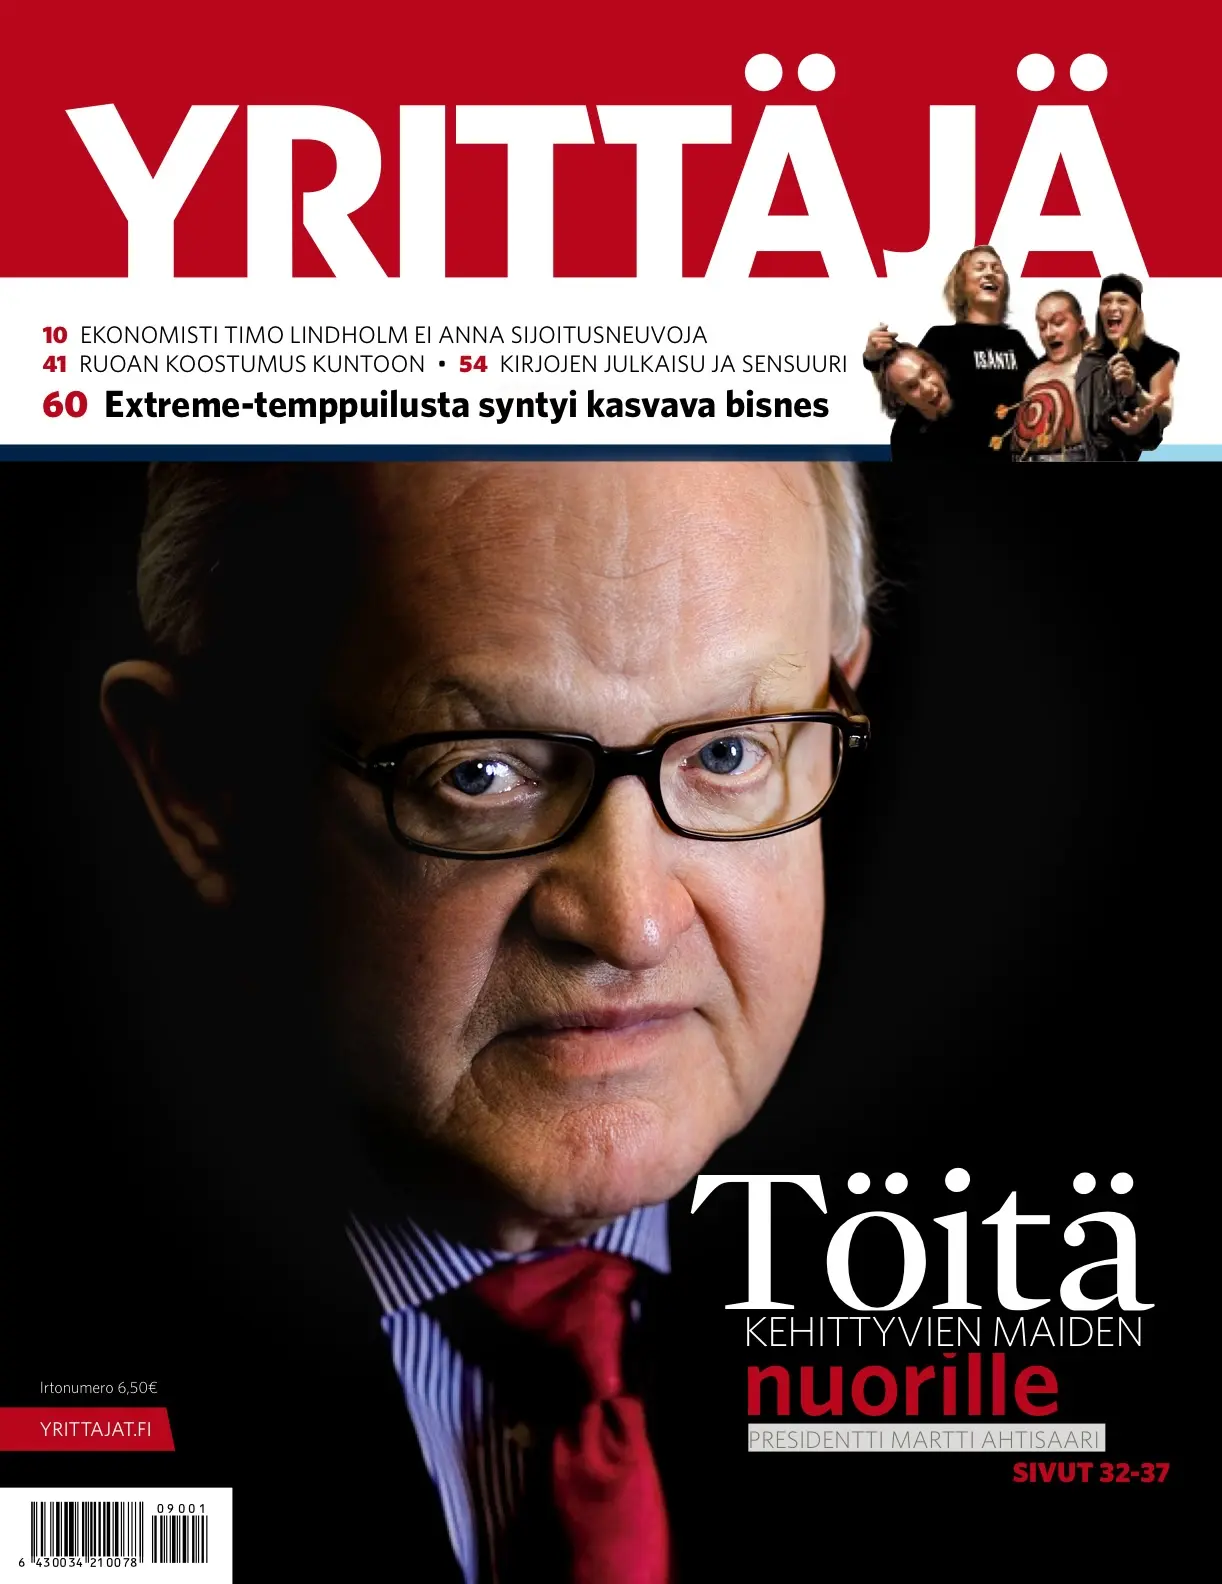 YRITTÄJÄ
10 EKONOMISTI TIMO LINDHOLM EI ANNA SIJOITUSNEUVOJA
41 RUOAN KOOSTUMUS KUNTOON • 54 KIRJOJEN JULKAISU JA SENSUURI
60 Extreme-temppuilusta syntyi kasvava bisnes
ISÄNTÄ
Töitä
KEHITTYVIEN MAIDEN
nuorille
PRESIDENTTI MARTTI AHTISAARI
SIVUT 32-37
Irtonumero 6,50€
YRITTAJAT.FI
09001
6 430034 210078